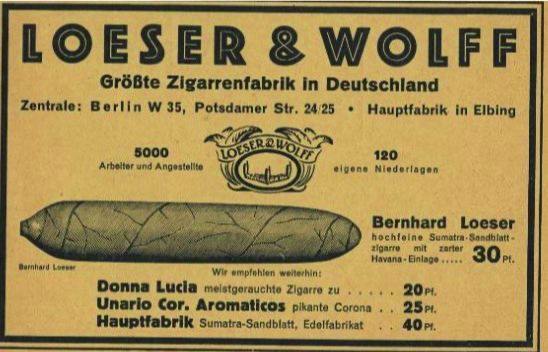 LOESER & WOLFF
Größte Zigarrenfabrik in Deutschland
Zentrale: Berlin W 35, Potsdamer Str. 24/25 • Hauptfabrik in Elbing
5000
Arbeiter und Angestellte
LOESER & WOLFF
120
eigene Niederlagen
Bernhard Loeser
hochfeine Sumatra-Sandblatt-
zigarre mit zarter
Havana-Einlage ..... 30 Pf.
Bernhard Loeser
Wir empfehlen weiterhin:
Donna Lucia meistgerauchte Zigarre zu ..... 20 Pf.
Unario Cor. Aromaticos pikante Corona .. 25 Pf.
Hauptfabrik Sumatra-Sandblatt, Edelfabrikat .. 40 Pf.